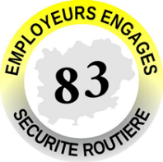 EMPLOYEURS ENGAGES
83
SECURITE ROUTIERE